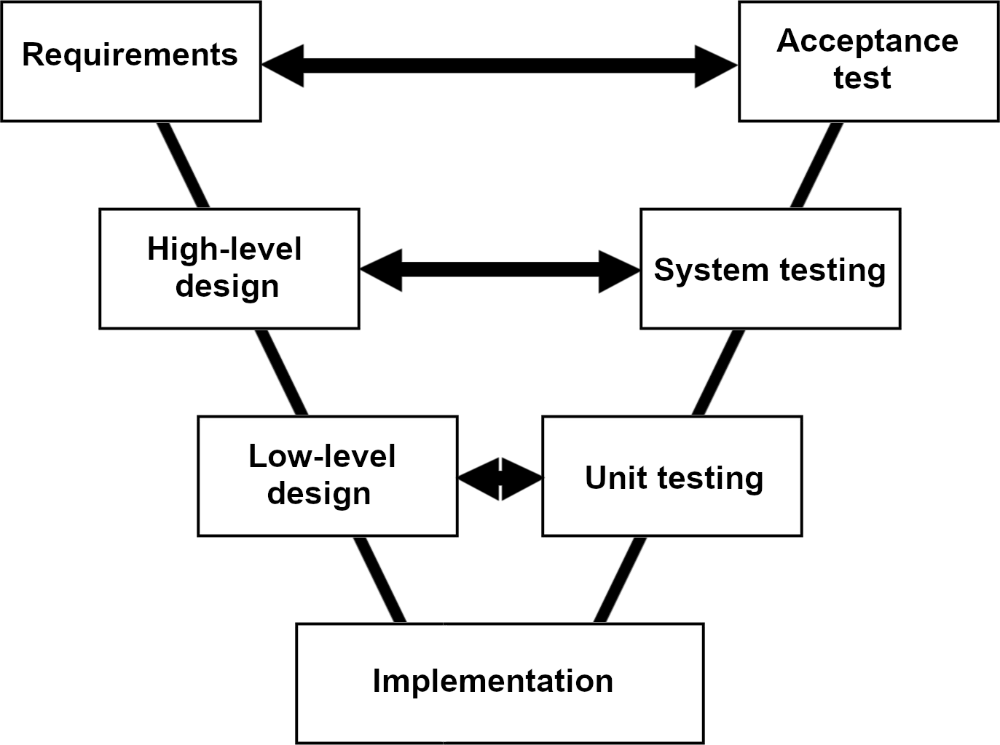 Requirements
Acceptance
test
High-level
design
System testing
Low-level
design
Unit testing
Implementation